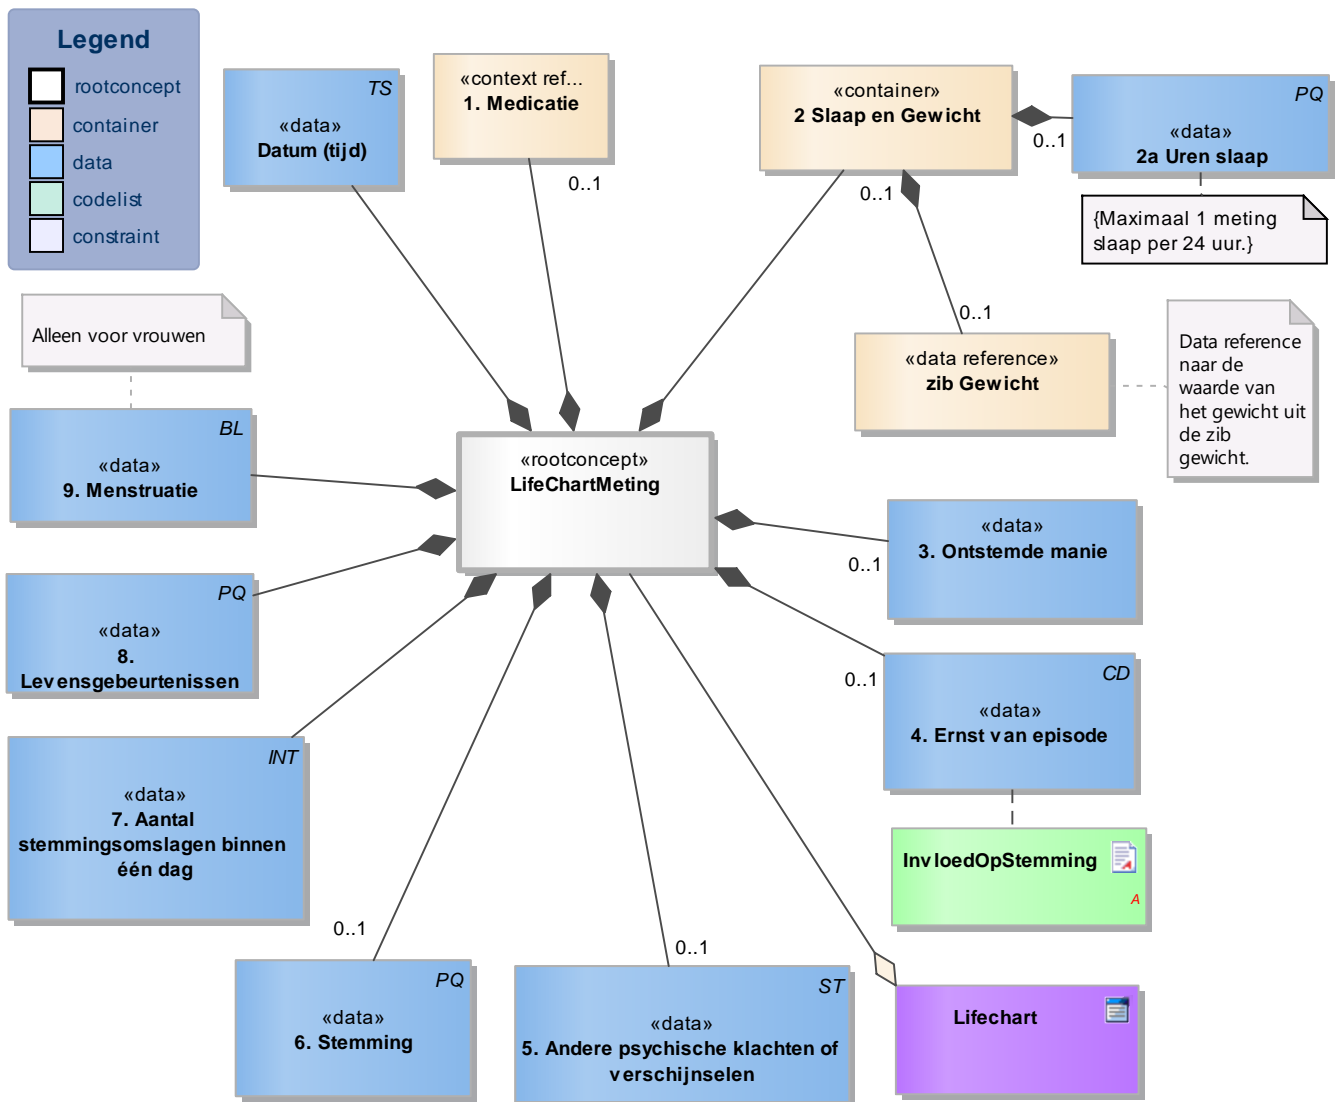 Legend
rootconcept
container
data
codelist
constraint
TS
«data»
Datum (tijd)
«context ref...
1. Medicatie
0..1
«container»
2 Slaap en Gewicht
0..1
0..1
PQ
«data»
2a Uren slaap
{Maximaal 1 meting
slaap per 24 uur.}
0..1
«data reference»
zib Gewicht
Data reference
naar de
waarde van
het gewicht uit
de zib
gewicht.
Alleen voor vrouwen
BL
«data»
9. Menstruatie
«rootconcept»
LifeChartMeting
«data»
3. Ontstemde manie
0..1
PQ
«data»
8.
Levensgebeurtenissen
CD
«data»
4. Ernst van episode
0..1
INT
«data»
7. Aantal
stemmingsomslagen binnen
één dag
InvloedOpStemming
A
0..1
PQ
«data»
6. Stemming
0..1
ST
«data»
5. Andere psychische klachten of
verschijnselen
Lifechart